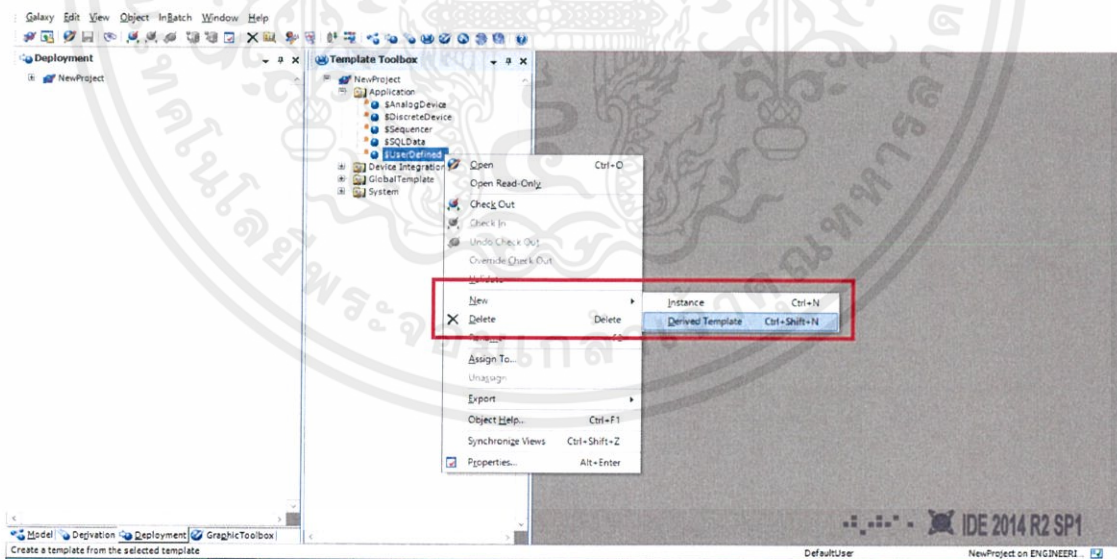 Galaxy Edit View Object InBatch Window Help
Deployment
NewProject
Template Toolbox
NewProject
Application
$AnalogDevice
$DiscreteDevice
$Sequencer
$SQLData
$UserDefined
Device Integration
GlobalTemplate
System
Open Ctrl+O
Open Read-Only
Check Out
Check In
Undo Check Out
Override Check Out
Validate
New
Delete Delete
Assign To...
Unassign
Export
Object Help... Ctrl+F1
Synchronize Views Ctrl+Shift+Z
Properties... Alt+Enter
Instance Ctrl+N
Derived Template Ctrl+Shift+N
IDE 2014 R2 SP1
Model Derivation Deployment GraphicToolbox
Create a template from the selected template
DefaultUser
NewProject on ENGINEERI...